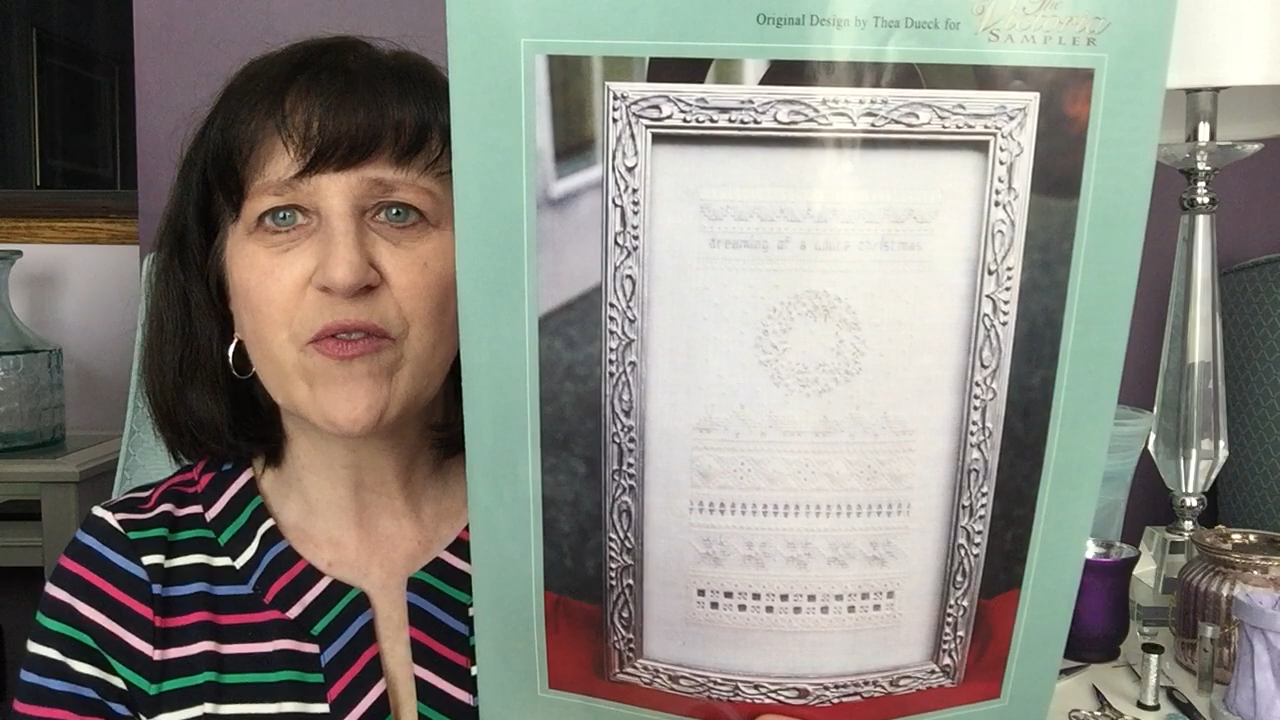 Original Design by Thea Dueck for
The
Victoria
SAMPLER
dreaming of a white christmas